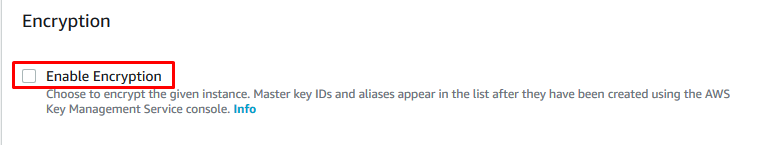 Encryption
Enable Encryption
Choose to encrypt the given instance. Master key IDs and aliases appear in the list after they have been created using the AWS
Key Management Service console. Info